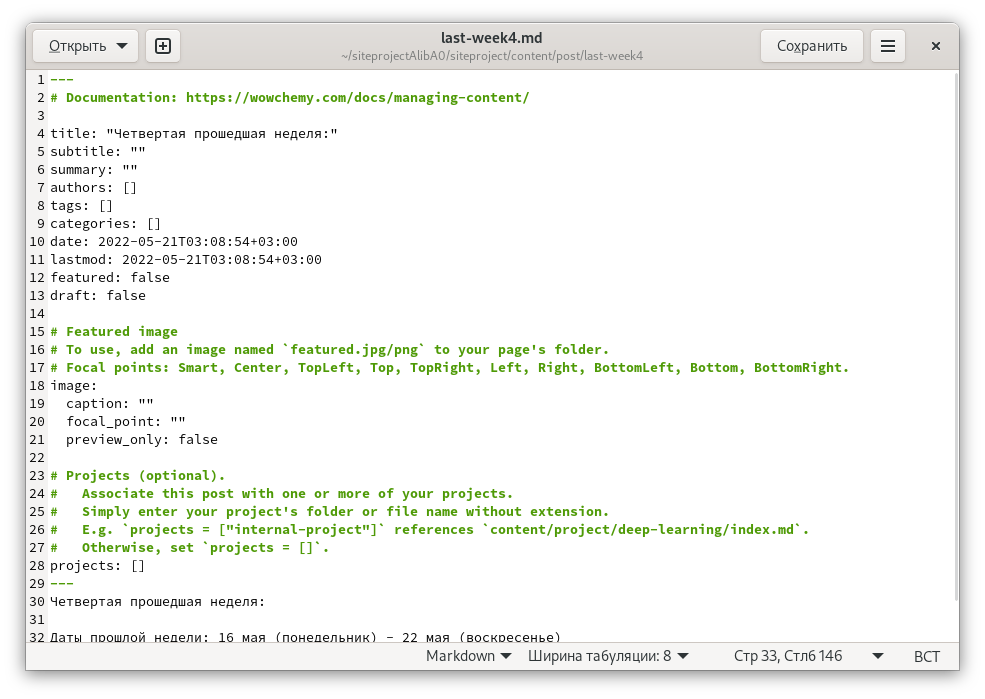 Открыть
last-week4.md
~/siteprojectAlibA0/siteproject/content/post/last-week4
Сохранить
1 ---
2 # Documentation: https://wowchemy.com/docs/managing-content/
3
4 title: "Четвертая прошедшая неделя:"
5 subtitle: ""
6 summary: ""
7 authors: []
8 tags: []
9 categories: []
10 date: 2022-05-21T03:08:54+03:00
11 lastmod: 2022-05-21T03:08:54+03:00
12 featured: false
13 draft: false
14
15 # Featured image
16 # To use, add an image named `featured.jpg/png` to your page's folder.
17 # Focal points: Smart, Center, TopLeft, Top, TopRight, Left, Right, BottomLeft, Bottom, BottomRight.
18 image:
19   caption: ""
20   focal_point: ""
21   preview_only: false
22
23 # Projects (optional).
24 #   Associate this post with one or more of your projects.
25 #   Simply enter your project's folder or file name without extension.
26 #   E.g. `projects = ["internal-project"]` references `content/project/deep-learning/index.md`.
27 #   Otherwise, set `projects = []`.
28 projects: []
29 ---
30 Четвертая прошедшая неделя:
31
32 Даты прошлой недели: 16 мая (понедельник) - 22 мая (воскресенье)
Markdown Ширина табуляции: 8 Стр 33, Стлб 146 ВСТ